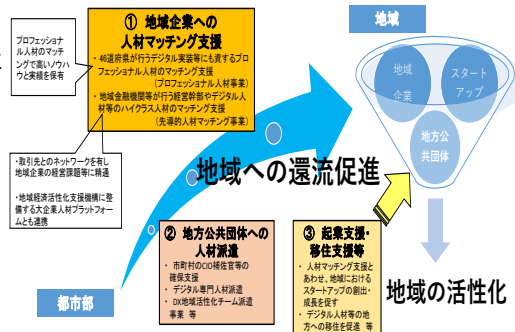 プロフェッショナ
ル人材のマッチ
ングで高いノウハ
ウと実績を保有
① 地域企業への
人材マッチング支援
・ 46道府県が行うデジタル実装等にも資するプロ
フェッショナル人材のマッチング支援
(プロフェッショナル人材事業)
・ 地域金融機関等が行う経営幹部やデジタル人
材等のハイクラス人材のマッチング支援
(先導的人材マッチング事業)
・取引先とのネットワークを有し
地域企業の経営課題等に精通
・地域経済活性化支援機構に整
備する大企業人材プラットフォー
ムとも連携
地域
地域
企業
スタート
アップ
地方公
共団体
地域への還流促進
② 地方公共団体への
人材派遣
・ 市町村のCIO補佐官等の
確保支援
・ デジタル専門人材派遣
・ DX地域活性化チーム派遣
事業 等
③ 起業支援・
移住支援等
・ 人材マッチング支援と
あわせ、地域における
スタートアップの創出・
成長を促す
・ デジタル人材等の地
方への移住を促進 等
都市部
地域の活性化